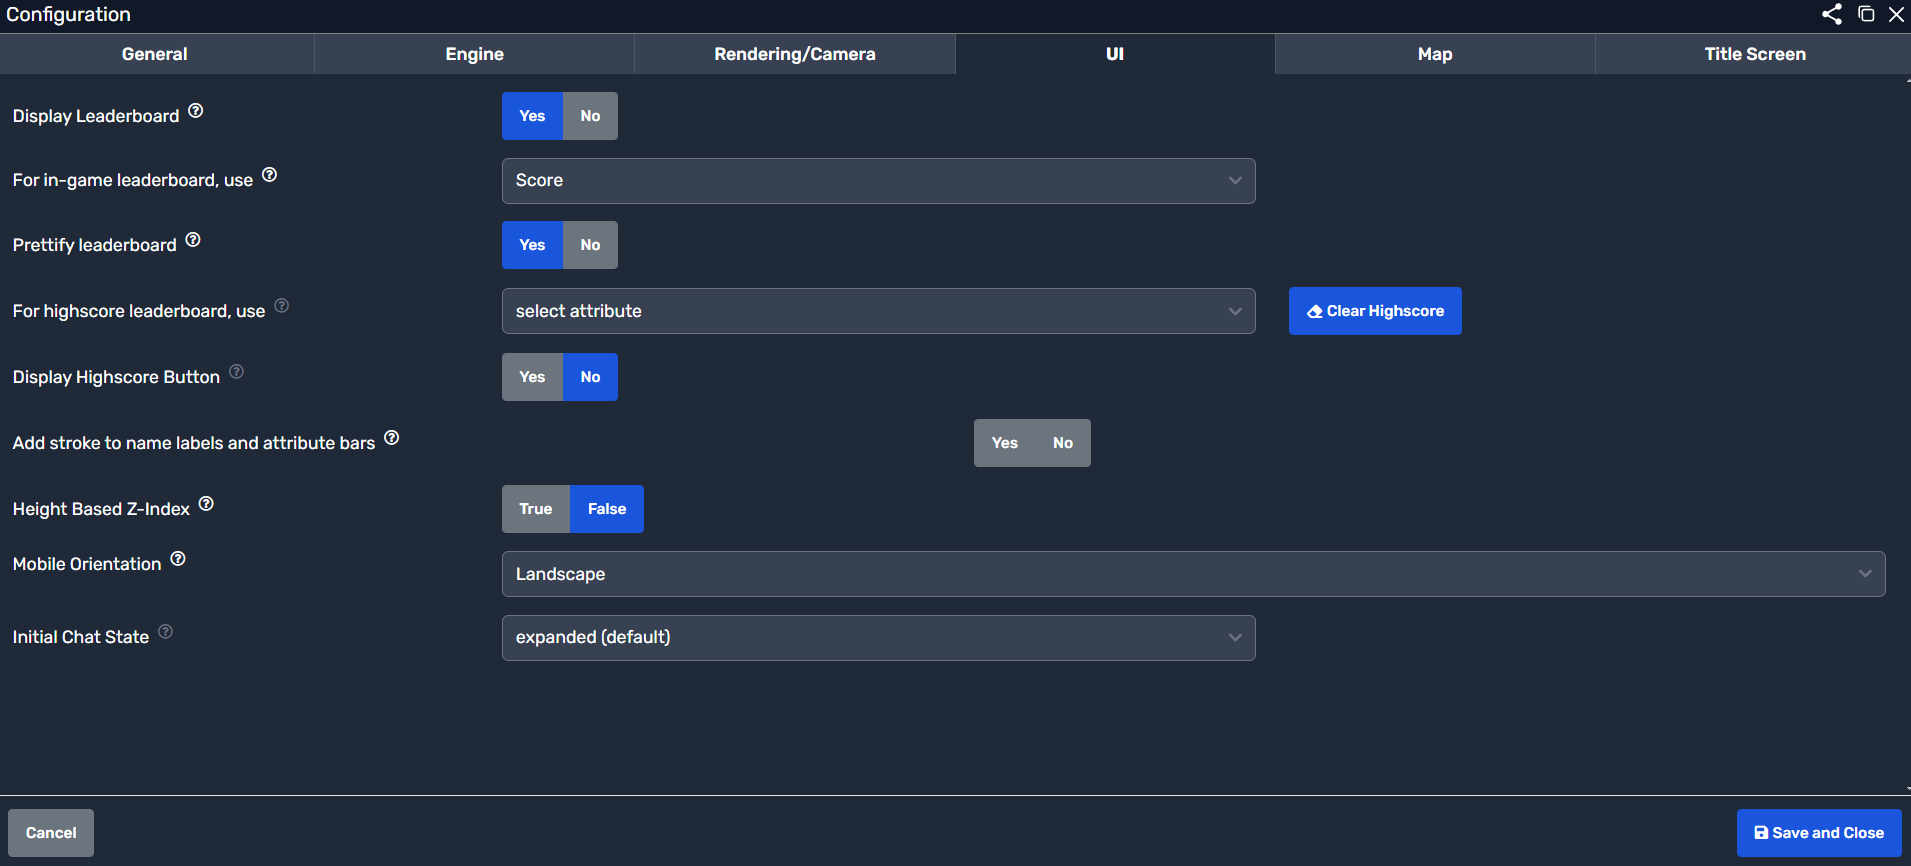 Configuration
General Engine Rendering/Camera UI Map Title Screen
Display Leaderboard Yes No
For in-game leaderboard, use Score
Prettify leaderboard Yes No
For highscore leaderboard, use select attribute Clear Highscore
Display Highscore Button Yes No
Add stroke to name labels and attribute bars Yes No
Height Based Z-Index True False
Mobile Orientation Landscape
Initial Chat State expanded (default)
Cancel Save and Close